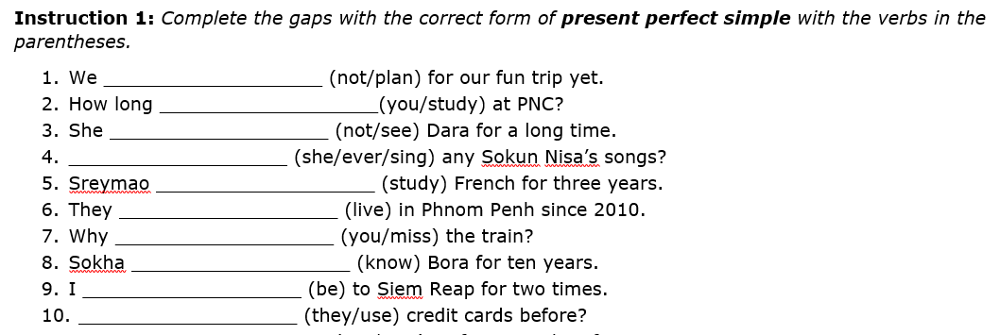 Instruction 1: Complete the gaps with the correct form of present perfect simple with the verbs in the
parentheses.
1. We ______________________ (not/plan) for our fun trip yet.
2. How long ______________________(you/study) at PNC?
3. She ______________________ (not/see) Dara for a long time.
4. ______________________ (she/ever/sing) any Sokun Nisa’s songs?
5. Sreymao ______________________ (study) French for three years.
6. They ______________________ (live) in Phnom Penh since 2010.
7. Why ______________________ (you/miss) the train?
8. Sokha ______________________ (know) Bora for ten years.
9. I ______________________ (be) to Siem Reap for two times.
10. ______________________ (they/use) credit cards before?